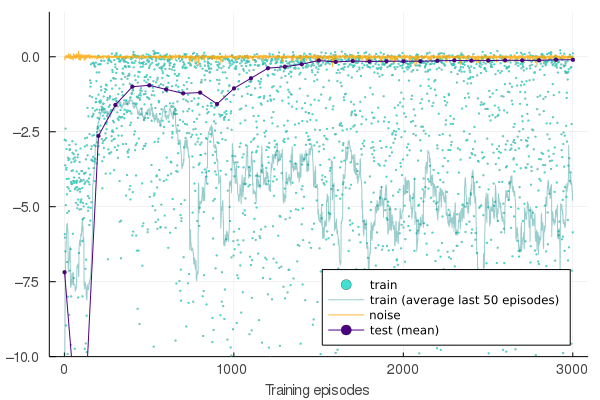 0.0
−2.5
−5.0
−7.5
−10.0
0
1000
2000
3000
Training episodes
train
train (average last 50 episodes)
noise
test (mean)